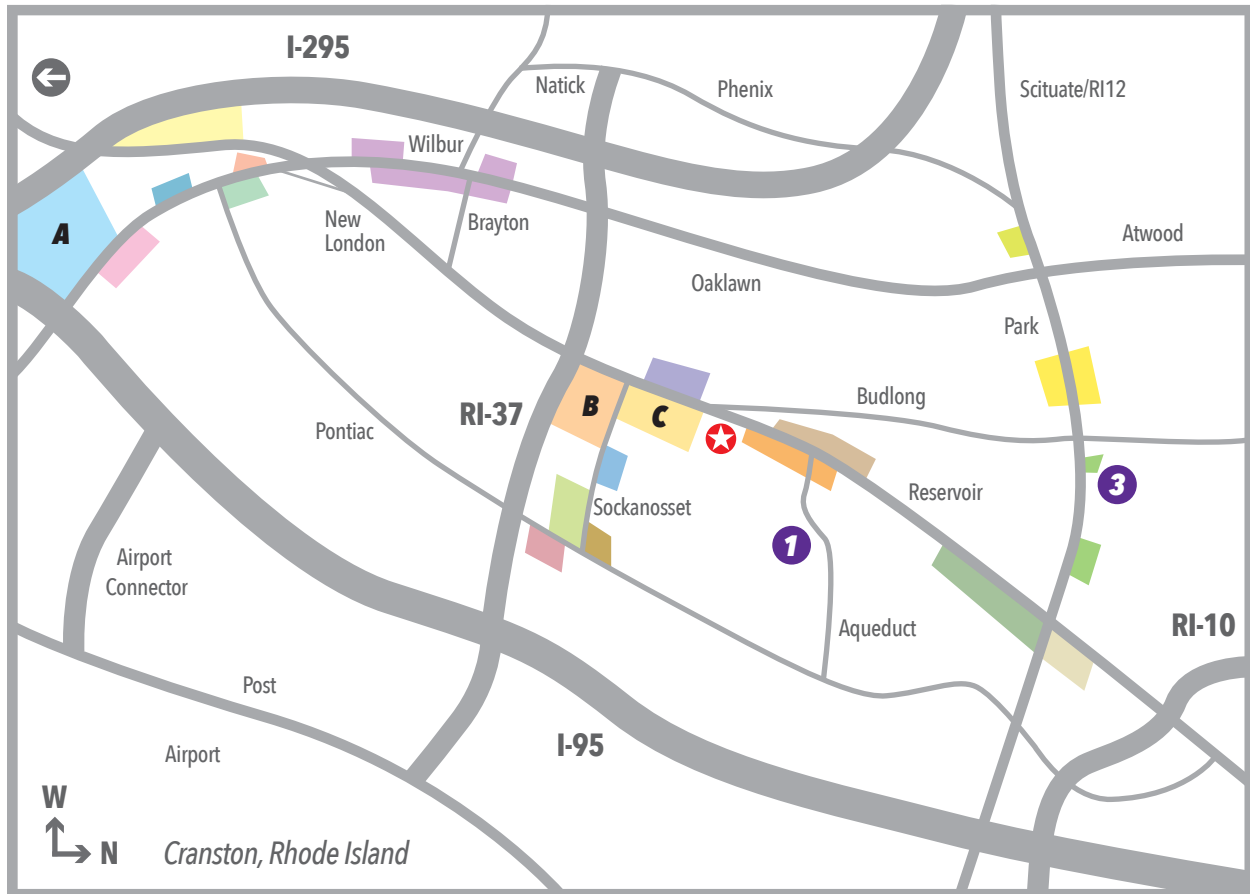 I-295
Natick
Phenix
Scituate/RI12
Wilbur
A
New
London
Brayton
Atwood
Oaklawn
Park
RI-37
B
C
Budlong
Pontiac
Reservoir
3
Sockanosset
1
Airport
Connector
Aqueduct
RI-10
Post
I-95
Airport
W
N
Cranston, Rhode Island